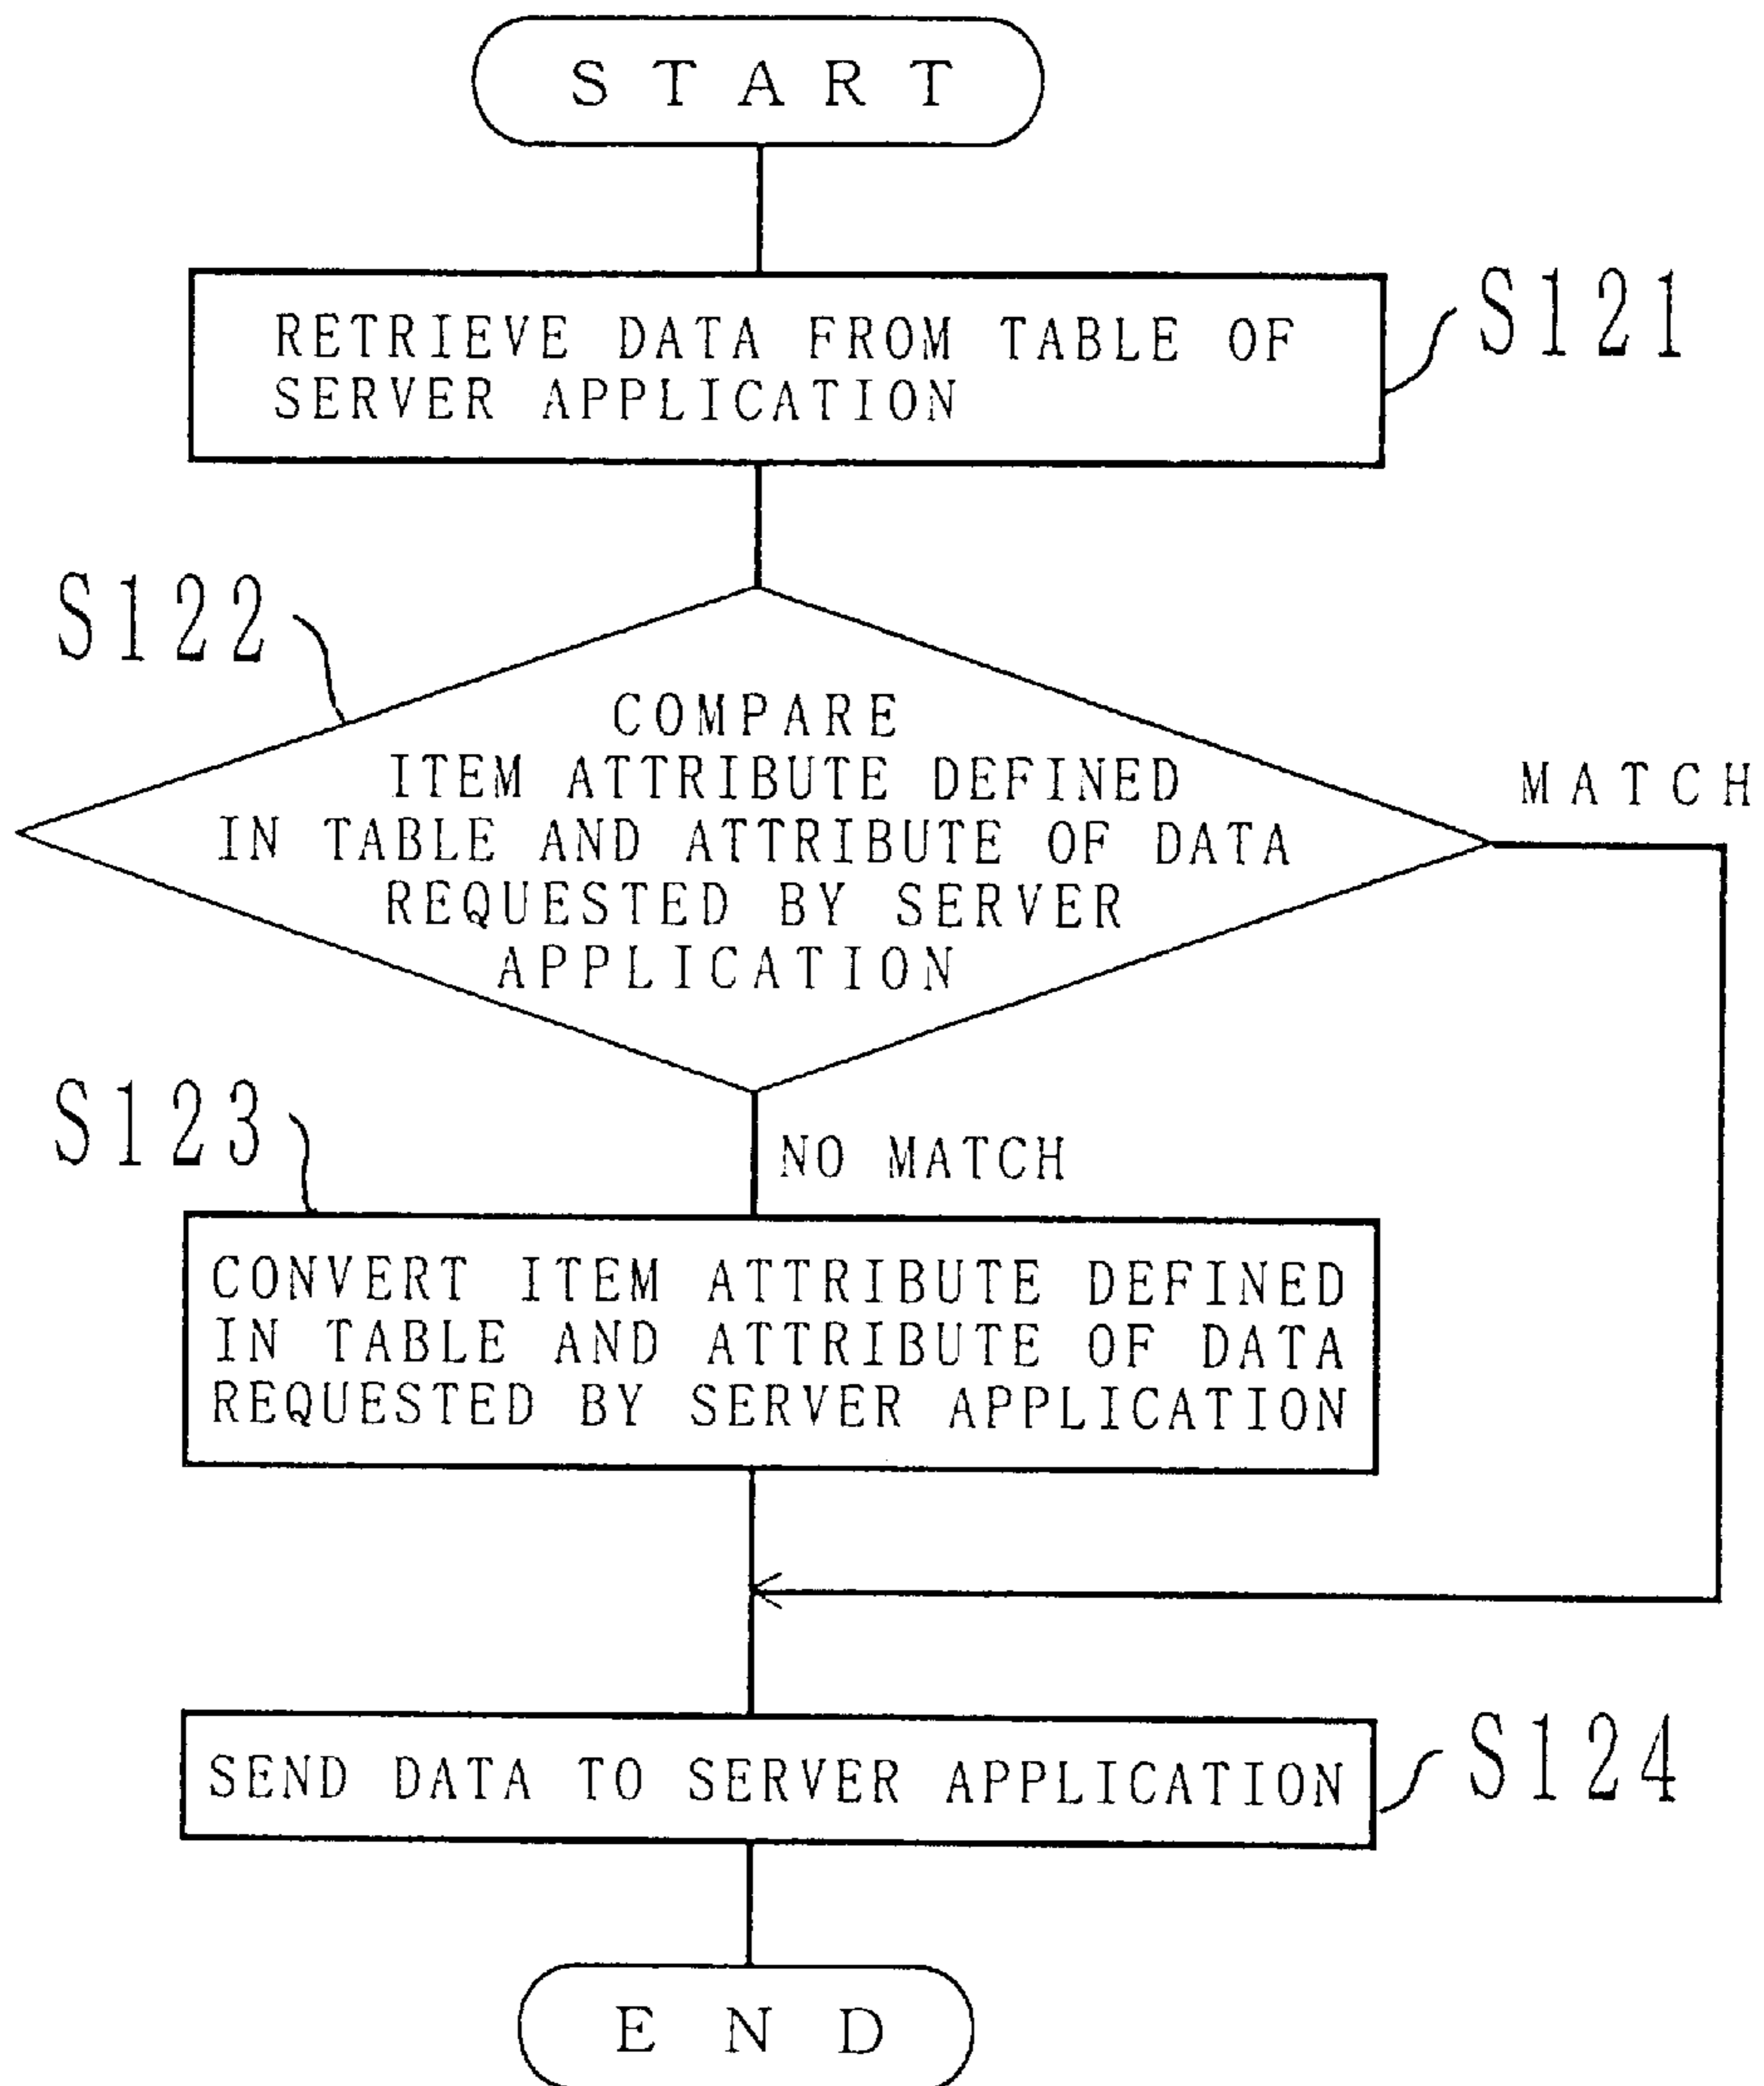 START
RETRIEVE DATA FROM TABLE OF
SERVER APPLICATION
S121
S122
COMPARE
ITEM ATTRIBUTE DEFINED
IN TABLE AND ATTRIBUTE OF DATA
REQUESTED BY SERVER
APPLICATION
MATCH
S123
NO MATCH
CONVERT ITEM ATTRIBUTE DEFINED
IN TABLE AND ATTRIBUTE OF DATA
REQUESTED BY SERVER APPLICATION
SEND DATA TO SERVER APPLICATION
S124
END